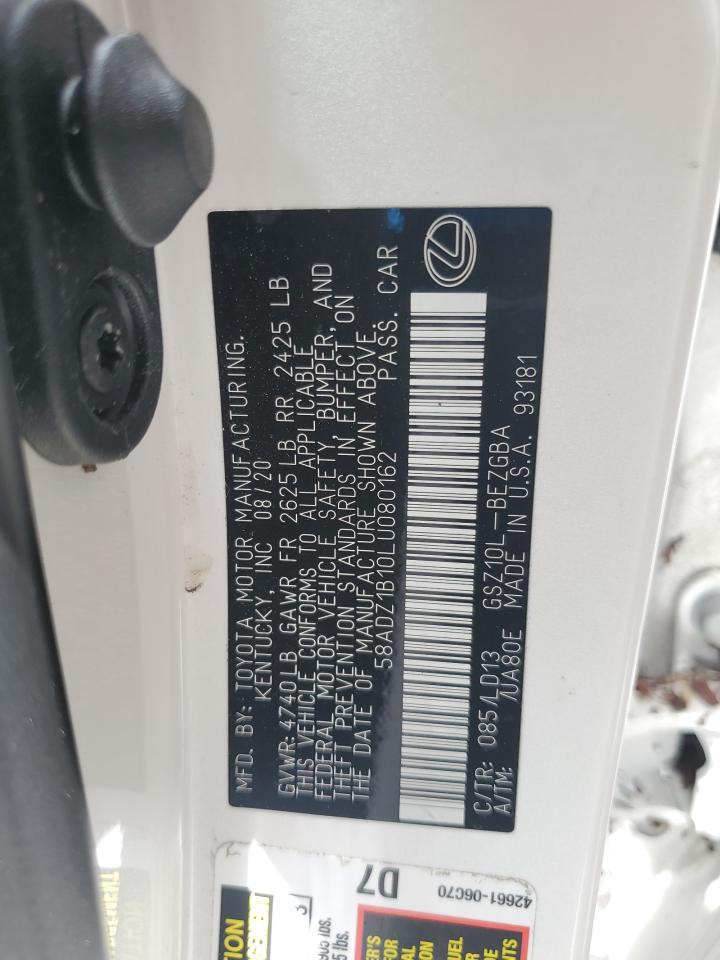 MFD. BY: TOYOTA MOTOR MANUFACTURING.
KENTUCKY, INC 08/20
GVWR: 4740LB GAWR FR 2625 LB RR 2425 LB
THIS VEHICLE CONFORMS TO ALL APPLICABLE
FEDERAL MOTOR VEHICLE SAFETY, BUMPER, AND
THEFT PREVENTION STANDARDS IN EFFECT ON
THE DATE OF MANUFACTURE SHOWN ABOVE.
58ADZ1B10LU080162 PASS. CAR
C/TR: 085/LD13 GSZ10L-BEZGBA
A/TM: /UA80E MADE IN U.S.A. 93181
D7
42661-06C70